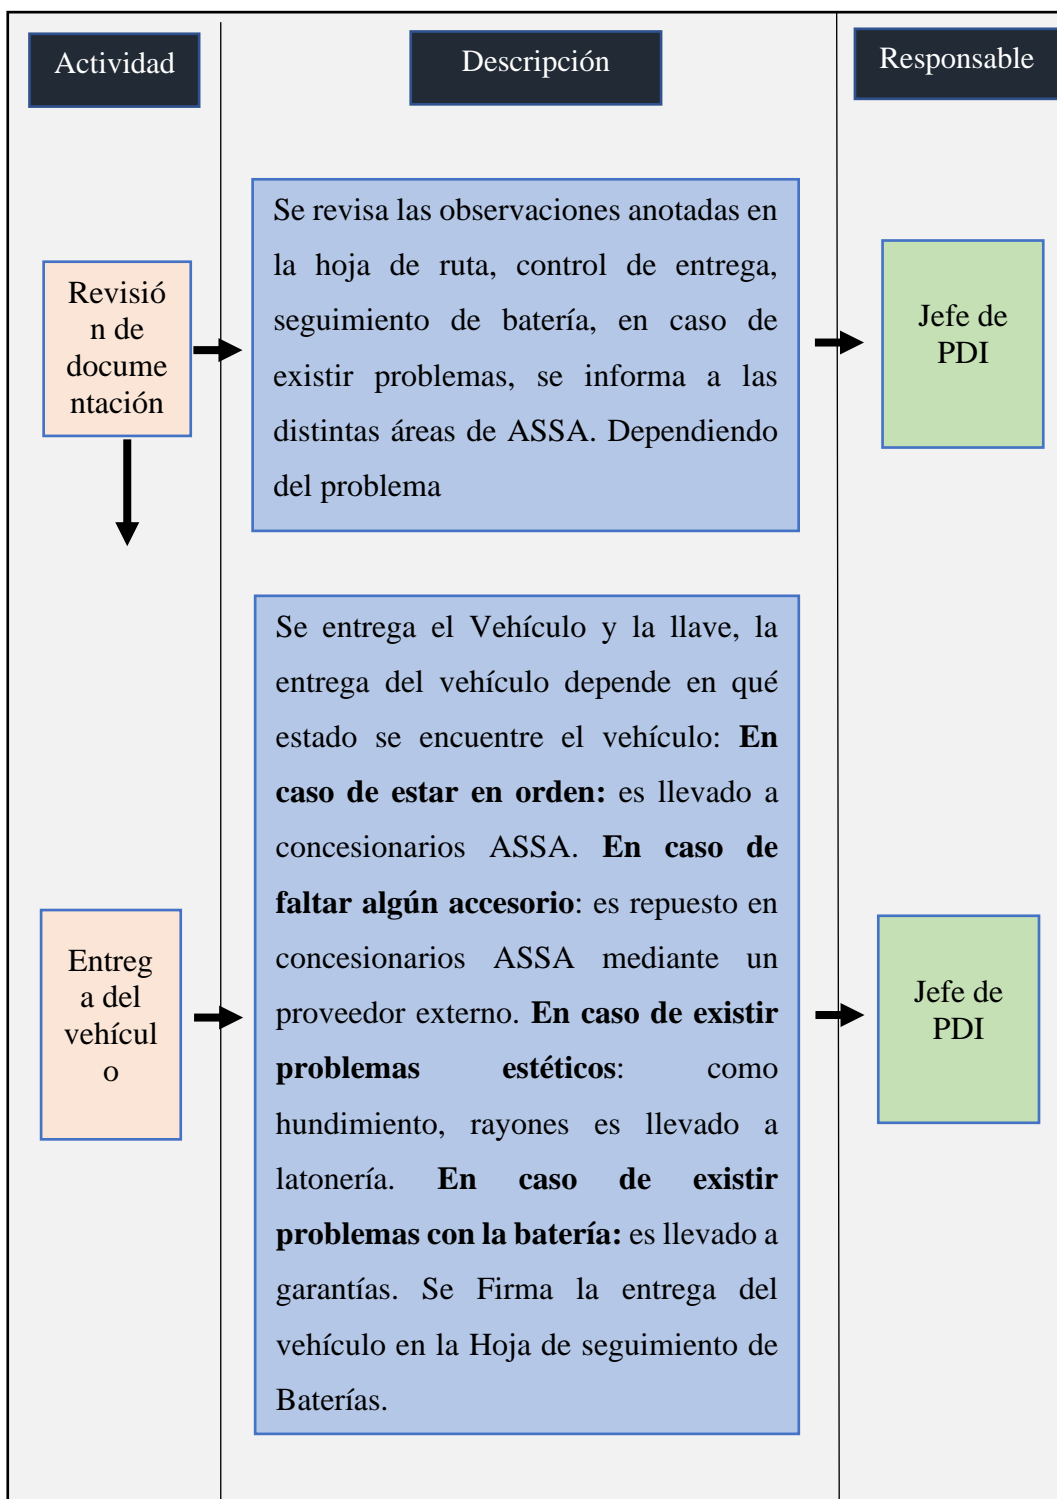 Actividad
Descripción
Responsable
Revisió
n de
docume
ntación
Se revisa las observaciones anotadas en
la hoja de ruta, control de entrega,
seguimiento de batería, en caso de
existir problemas, se informa a las
distintas áreas de ASSA. Dependiendo
del problema
Jefe de
PDI
Entreg
a del
vehícul
o
Se entrega el Vehículo y la llave, la
entrega del vehículo depende en qué
estado se encuentre el vehículo: En
caso de estar en orden: es llevado a
concesionarios ASSA. En caso de
faltar algún accesorio: es repuesto en
concesionarios ASSA mediante un
proveedor externo. En caso de existir
problemas estéticos: como
hundimiento, rayones es llevado a
latonería. En caso de existir
problemas con la batería: es llevado a
garantías. Se Firma la entrega del
vehículo en la Hoja de seguimiento de
Baterías.
Jefe de
PDI